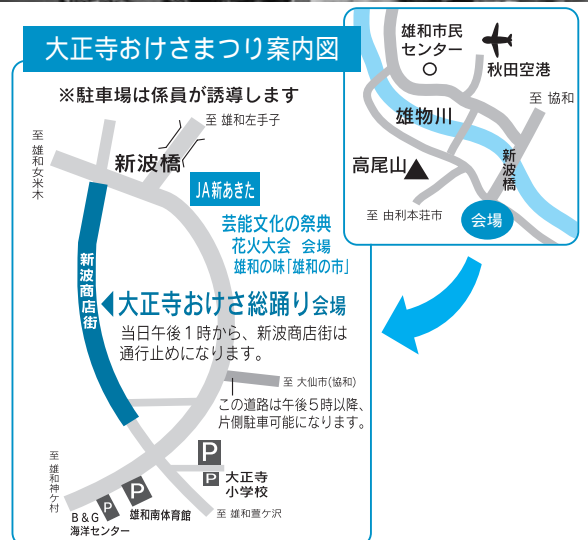 大正寺おけさまつり案内図
※駐車場は係員が誘導します
至 雄和左手子
至 雄和女米木
新波橋
JA新あきた
芸能文化の祭典
花火大会 会場
雄和の味「雄和の市」
新波商店街
大正寺おけさ総踊り会場
当日午後1時から、新波商店街は
通行止めになります。
至 大仙市(協和)
この道路は午後5時以降、
片側駐車可能になります。
P
P
大正寺
小学校
至 雄和神ケ村
P
P
B&G
海洋センター
雄和南体育館
至 雄和萱ケ沢
雄和市民
センター
秋田空港
至 協和
雄物川
高尾山
新波橋
至 由利本荘市
会場